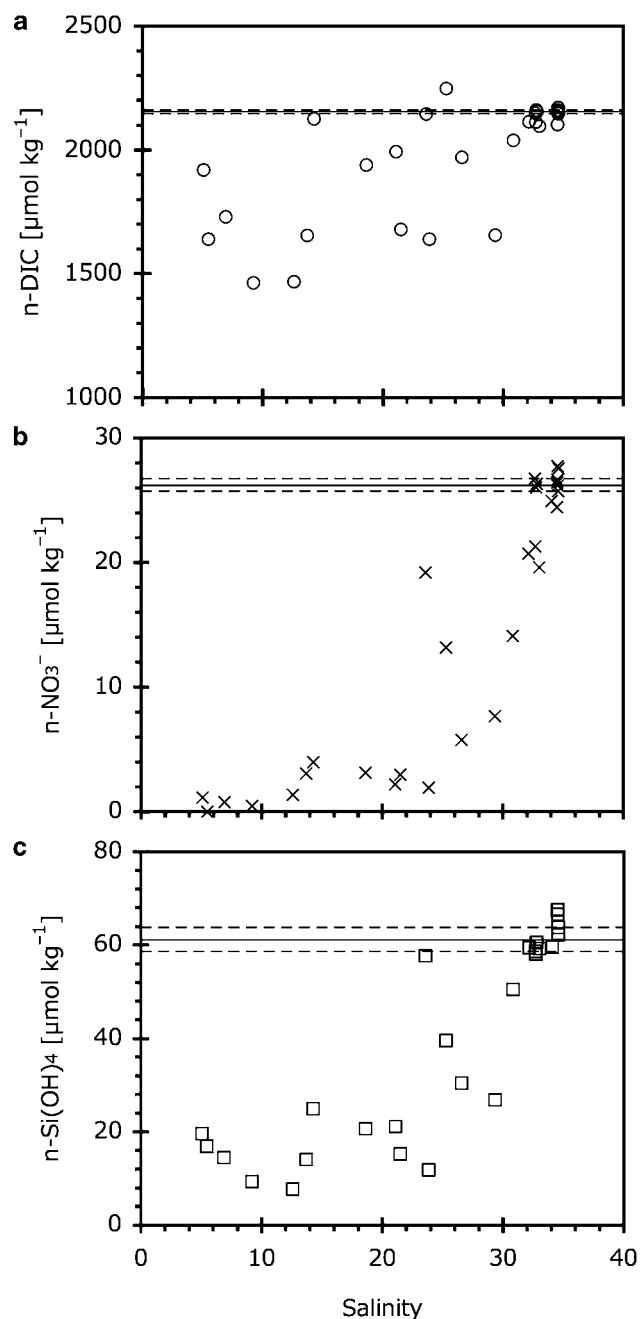 a
2500
2000
1500
1000
n-DIC [µmol kg⁻¹]
b
30
20
10
0
n-NO₃⁻ [µmol kg⁻¹]
c
80
60
40
20
0
n-Si(OH)₄ [µmol kg⁻¹]
0 10 20 30 40
Salinity